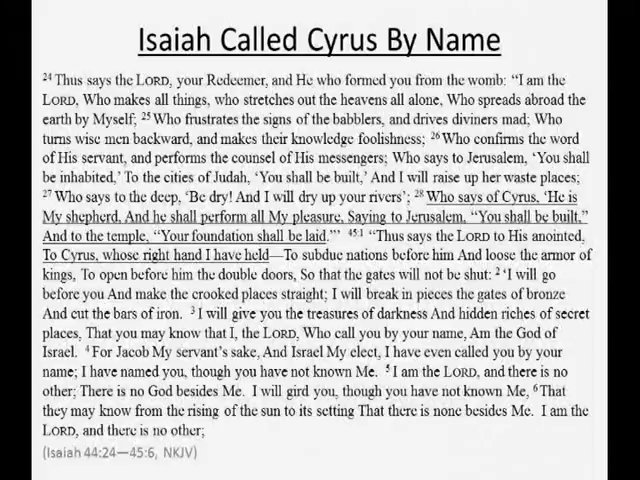 Isaiah Called Cyrus By Name
24 Thus says the LORD, your Redeemer, and He who formed you from the womb: “I am the
LORD, Who makes all things, who stretches out the heavens all alone, Who spreads abroad the
earth by Myself; 25 Who frustrates the signs of the babblers, and drives diviners mad; Who
turns wise men backward, and makes their knowledge foolishness; 26 Who confirms the word
of His servant, and performs the counsel of His messengers; Who says to Jerusalem, ‘You shall
be inhabited,’ To the cities of Judah, ‘You shall be built,’ And I will raise up her waste places;
27 Who says to the deep, ‘Be dry! And I will dry up your rivers’; 28 Who says of Cyrus, ‘He is
My shepherd, And he shall perform all My pleasure, Saying to Jerusalem, “You shall be built,”
And to the temple, “Your foundation shall be laid.”’ 45:1 “Thus says the LORD to His anointed,
To Cyrus, whose right hand I have held—To subdue nations before him And loose the armor of
kings, To open before him the double doors, So that the gates will not be shut: 2 ‘I will go
before you And make the crooked places straight; I will break in pieces the gates of bronze
And cut the bars of iron. 3 I will give you the treasures of darkness And hidden riches of secret
places, That you may know that I, the LORD, Who call you by your name, Am the God of
Israel. 4 For Jacob My servant’s sake, And Israel My elect, I have even called you by your
name; I have named you, though you have not known Me. 5 I am the LORD, and there is no
other; There is no God besides Me. I will gird you, though you have not known Me, 6 That
they may know from the rising of the sun to its setting That there is none besides Me. I am the
LORD, and there is no other;
(Isaiah 44:24—45:6, NKJV)